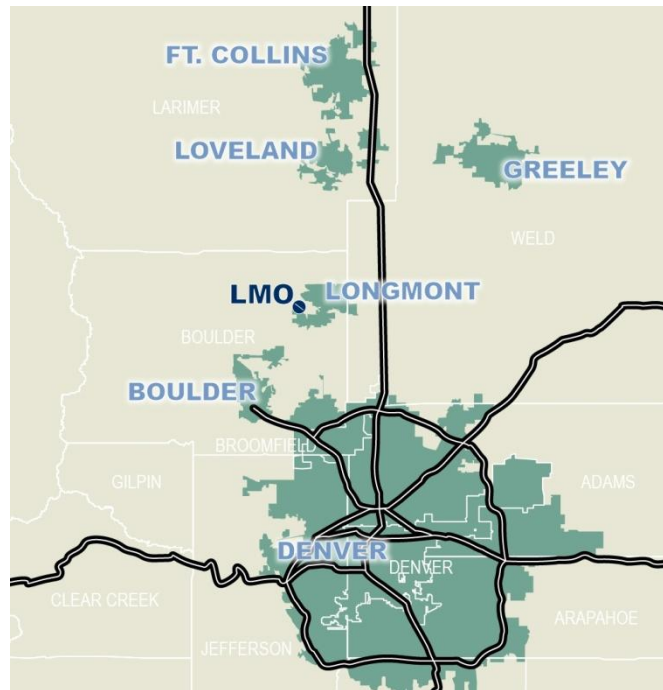 FT. COLLINS
LARIMER
LOVELAND
GREELEY
WELD
LMO
LONGMONT
BOULDER
BOULDER
BROOMFIELD
GILPIN
ADAMS
DENVER
DENVER
CLEAR CREEK
ARAPAHOE
JEFFERSON